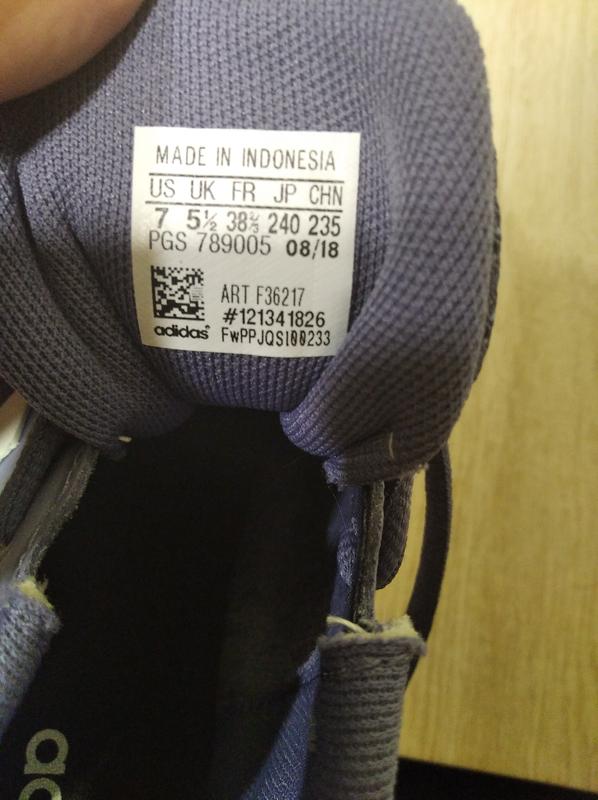 MADE IN INDONESIA
US UK FR JP CHN
7 5½ 38⅔ 240 235
PGS 789005 08/18
ART F36217
#121341826
adidas FwPPJQS100233
ad